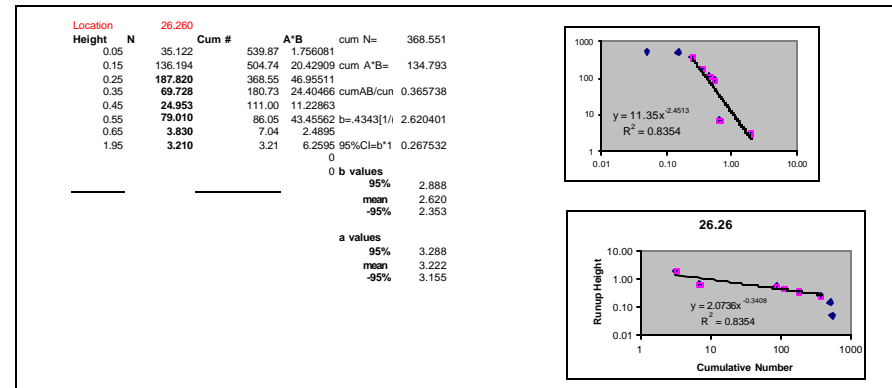 Location 26.260
Height N Cum # A*B cum N= 368.551
0.05 35.122 539.87 1.756081
0.15 136.194 504.74 20.42909 cum A*B= 134.793
0.25 187.820 368.55 46.95511
0.35 69.728 180.73 24.40466 cumAB/cun 0.365738
0.45 24.953 111.00 11.22863
0.55 79.010 86.05 43.45562 b=.4343[1/( 2.620401
0.65 3.830 7.04 2.4895
1.95 3.210 3.21 6.2595 95%CI=b*1 0.267532
0
0 b values
95% 2.888
mean 2.620
-95% 2.353
a values
95% 3.288
mean 3.222
-95% 3.155
1000
100
10
1
0.01 0.10 1.00 10.00
y = 11.35x-2.4513
R2 = 0.8354
26.26
Runup Height
10.00
1.00
0.10
0.01
y = 2.0736x-0.3408
R2 = 0.8354
1 10 100 1000
Cumulative Number